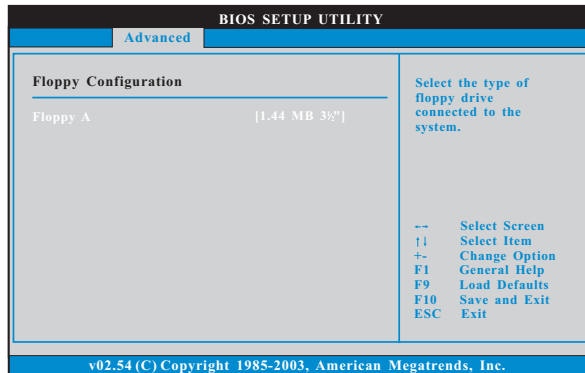 BIOS SETUP UTILITY
Advanced
Floppy Configuration
Floppy A [1.44 MB 3½"]
Select the type of
floppy drive
connected to the
system.
←→ Select Screen
↑↓ Select Item
+- Change Option
F1 General Help
F9 Load Defaults
F10 Save and Exit
ESC Exit
v02.54 (C) Copyright 1985-2003, American Megatrends, Inc.